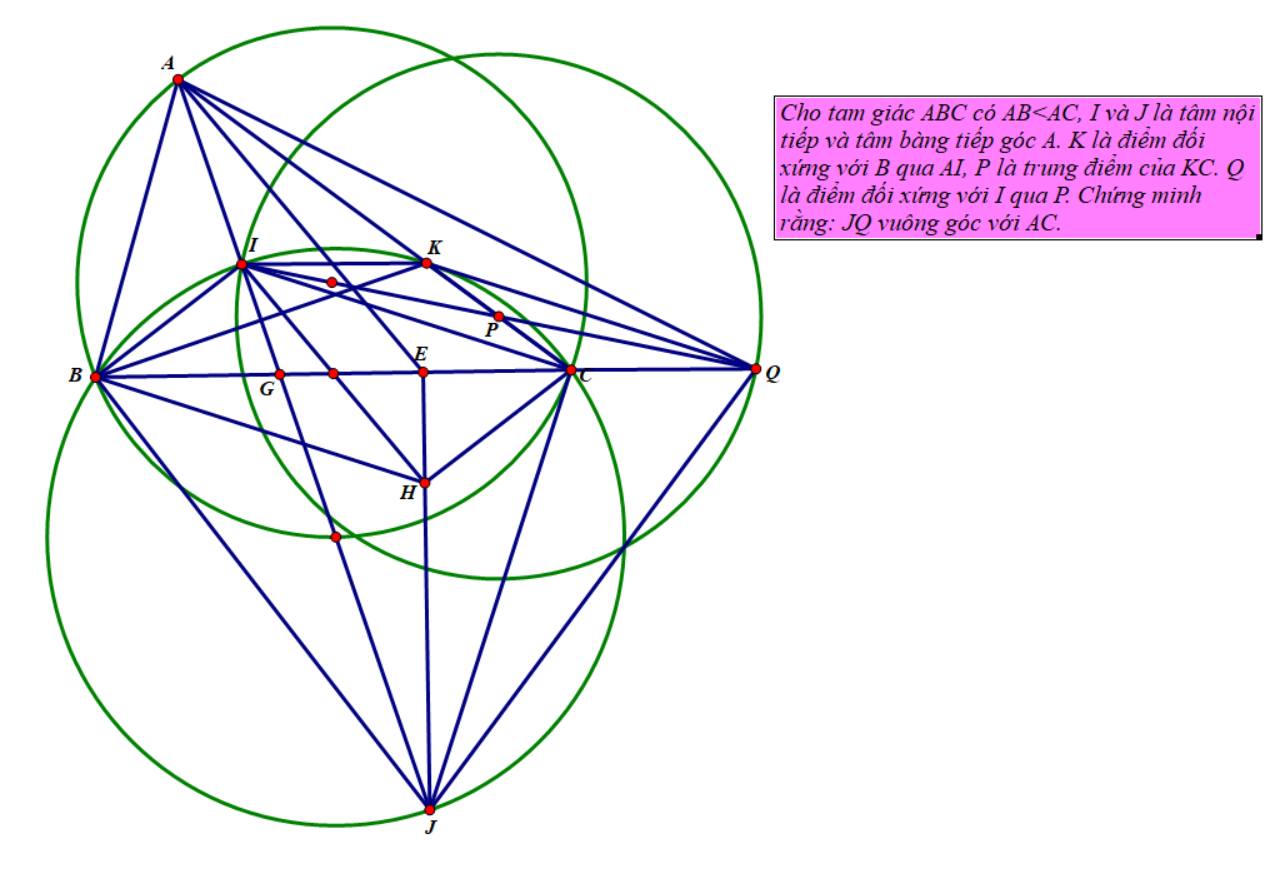 A
Cho tam giác ABC có AB<AC, I và J là tâm nội
tiếp và tâm bàng tiếp góc A. K là điểm đối
xứng với B qua AI, P là trung điểm của KC. Q
là điểm đối xứng với I qua P. Chứng minh
rằng: JQ vuông góc với AC.
I
K
P
E
B
G
C
Q
H
J